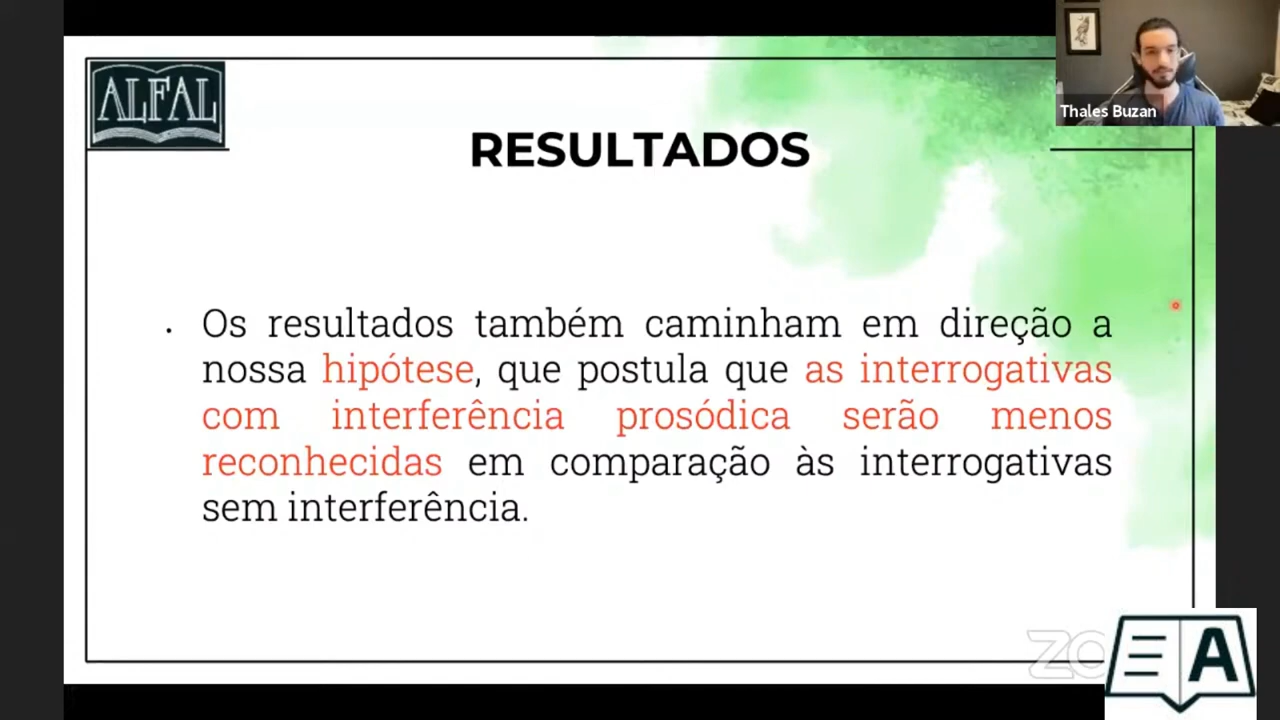 ALFAL
Thales Buzan
RESULTADOS
. Os resultados também caminham em direção a
nossa hipótese, que postula que as interrogativas
com interferência prosódica serão menos
reconhecidas em comparação às interrogativas
sem interferência.
A